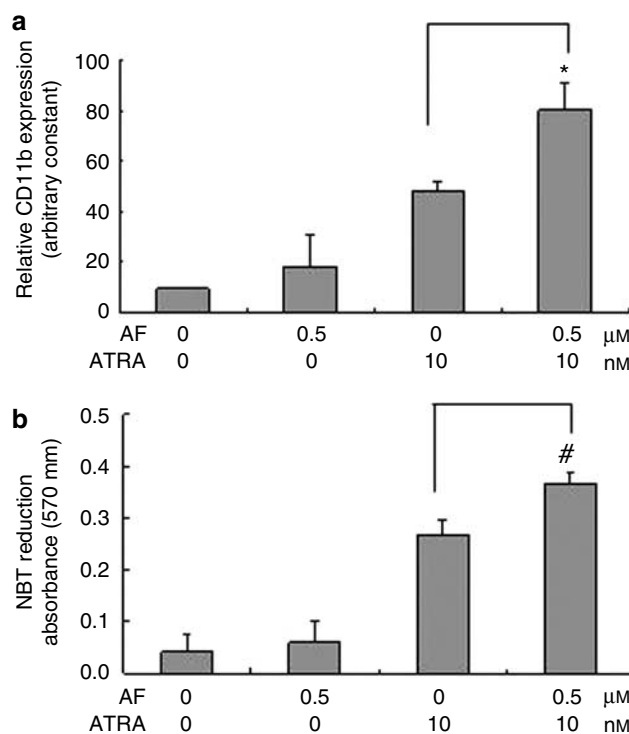 a
Relative CD11b expression
(arbitrary constant)
100
80
60
40
20
0
*
AF 0 0.5 0 0.5 μM
ATRA 0 0 10 10 nM
b
NBT reduction
absorbance (570 mm)
0.5
0.4
0.3
0.2
0.1
0.0
#
AF 0 0.5 0 0.5 μM
ATRA 0 0 10 10 nM